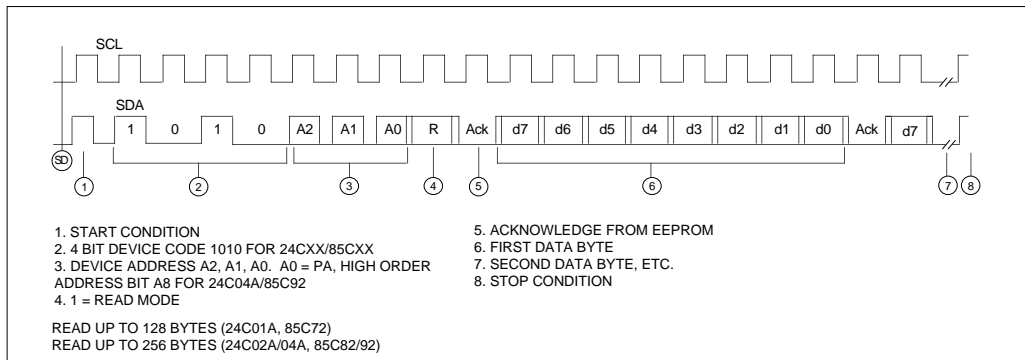 SCL
SDA
SD
1 0 1 0 A2 A1 A0 R Ack d7 d6 d5 d4 d3 d2 d1 d0 Ack d7
1 2 3 4 5 6 7 8
1. START CONDITION
2. 4 BIT DEVICE CODE 1010 FOR 24CXX/85CXX
3. DEVICE ADDRESS A2, A1, A0. A0 = PA, HIGH ORDER
ADDRESS BIT A8 FOR 24C04A/85C92
4. 1 = READ MODE
5. ACKNOWLEDGE FROM EEPROM
6. FIRST DATA BYTE
7. SECOND DATA BYTE, ETC.
8. STOP CONDITION
READ UP TO 128 BYTES (24C01A, 85C72)
READ UP TO 256 BYTES (24C02A/04A, 85C82/92)